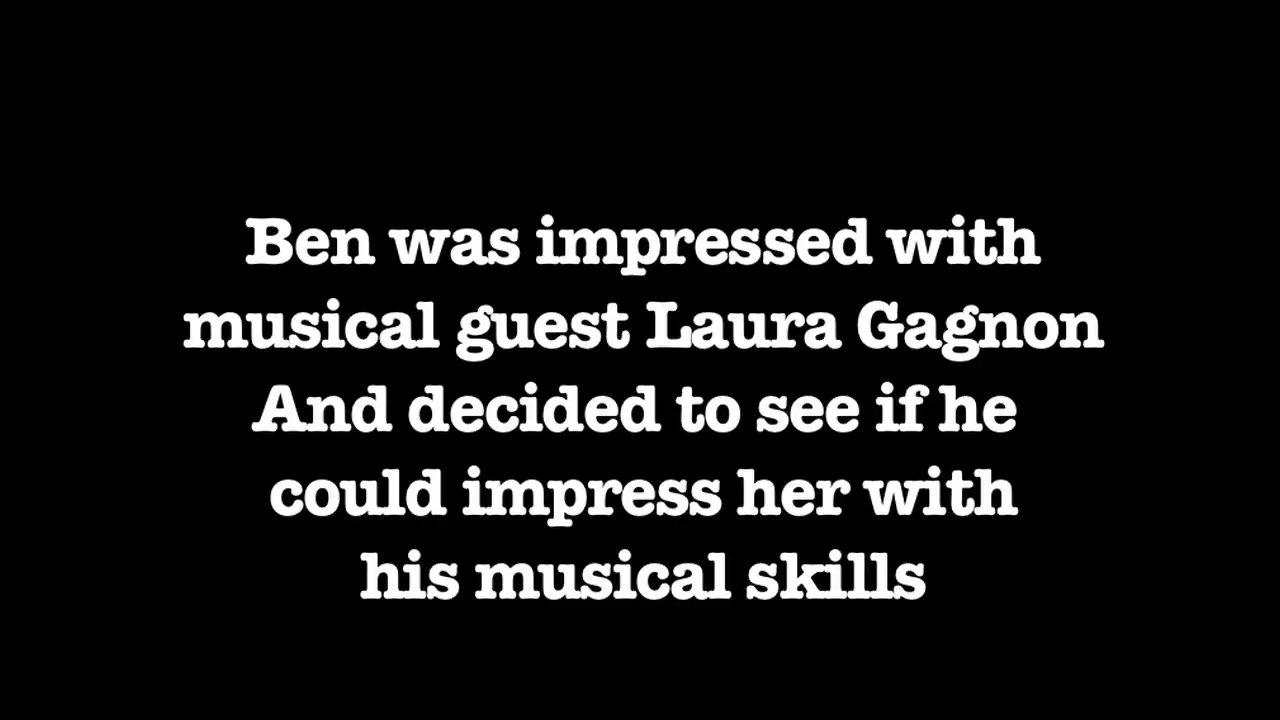 Ben was impressed with
musical guest Laura Gagnon
And decided to see if he
could impress her with
his musical skills